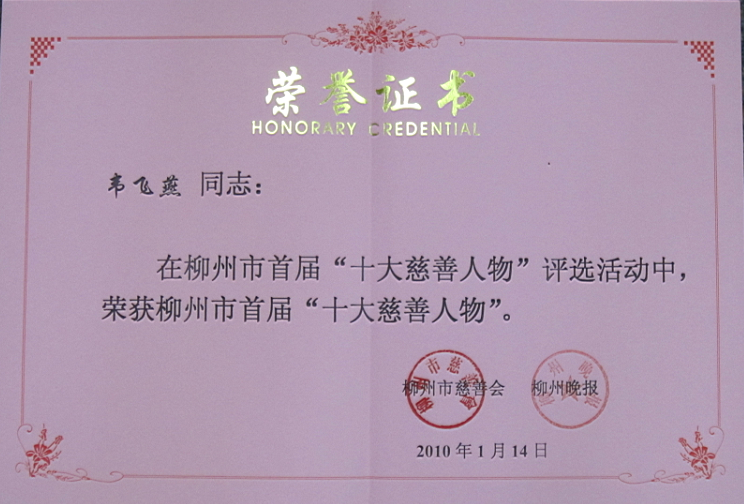 荣誉证书
HONORARY CREDENTIAL
韦飞燕 同志：
在柳州市首届“十大慈善人物”评选活动中，
荣获柳州市首届“十大慈善人物”。
柳州市慈善会 柳州晚报
2010年1月14日